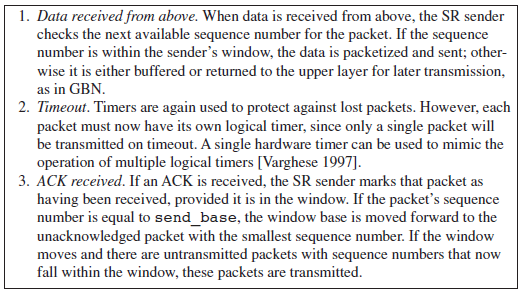 1. Data received from above. When data is received from above, the SR sender
checks the next available sequence number for the packet. If the sequence
number is within the sender’s window, the data is packetized and sent; other-
wise it is either buffered or returned to the upper layer for later transmission,
as in GBN.
2. Timeout. Timers are again used to protect against lost packets. However, each
packet must now have its own logical timer, since only a single packet will
be transmitted on timeout. A single hardware timer can be used to mimic the
operation of multiple logical timers [Varghese 1997].
3. ACK received. If an ACK is received, the SR sender marks that packet as
having been received, provided it is in the window. If the packet’s sequence
number is equal to send_base, the window base is moved forward to the
unacknowledged packet with the smallest sequence number. If the window
moves and there are untransmitted packets with sequence numbers that now
fall within the window, these packets are transmitted.